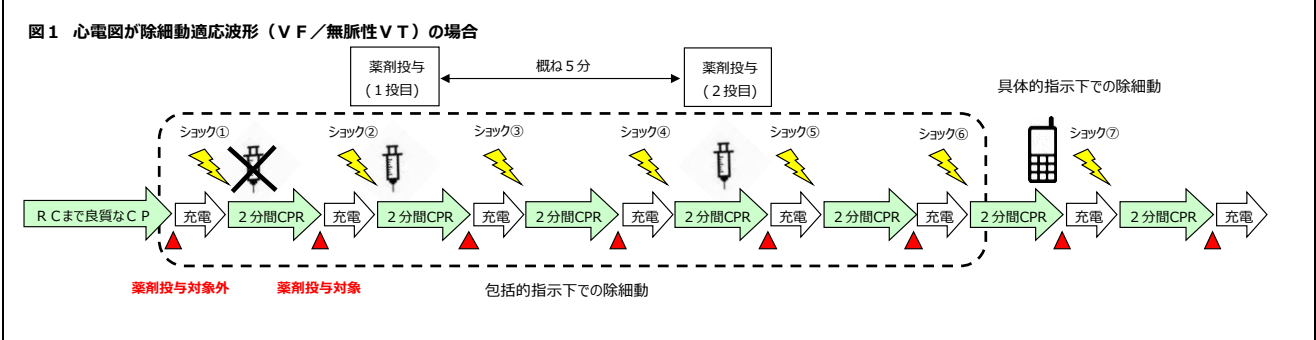 図1 心電図が除細動適応波形（ＶＦ／無脈性ＶＴ）の場合
薬剤投与
(１投目)
概ね５分
薬剤投与
(２投目)
具体的指示下での除細動
ショック①
ショック②
ショック③
ショック④
ショック⑤
ショック⑥
ショック⑦
ＲＣまで良質なＣＰ
充電
２分間CPR
充電
２分間CPR
充電
２分間CPR
充電
２分間CPR
充電
２分間CPR
充電
２分間CPR
充電
２分間CPR
充電
薬剤投与対象外
薬剤投与対象
包括的指示下での除細動